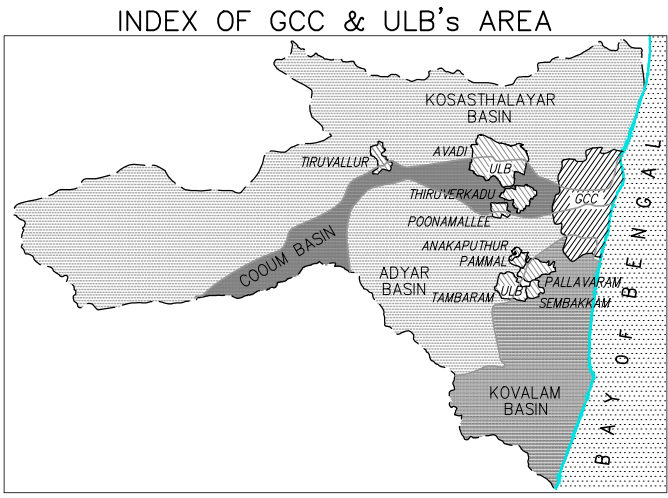 INDEX OF GCC & ULB's AREA
KOSASTHALAYAR
BASIN
TIRUVALLUR
AVADI
ULB
THIRUVERKADU
GCC
POONAMALLEE
COOUM BASIN
ANAKAPUTHUR
PAMMAL
ADYAR
BASIN
PALLAVARAM
TAMBARAM
ULB
SEMBAKKAM
KOVALAM
BASIN
BAY OF BENGAL